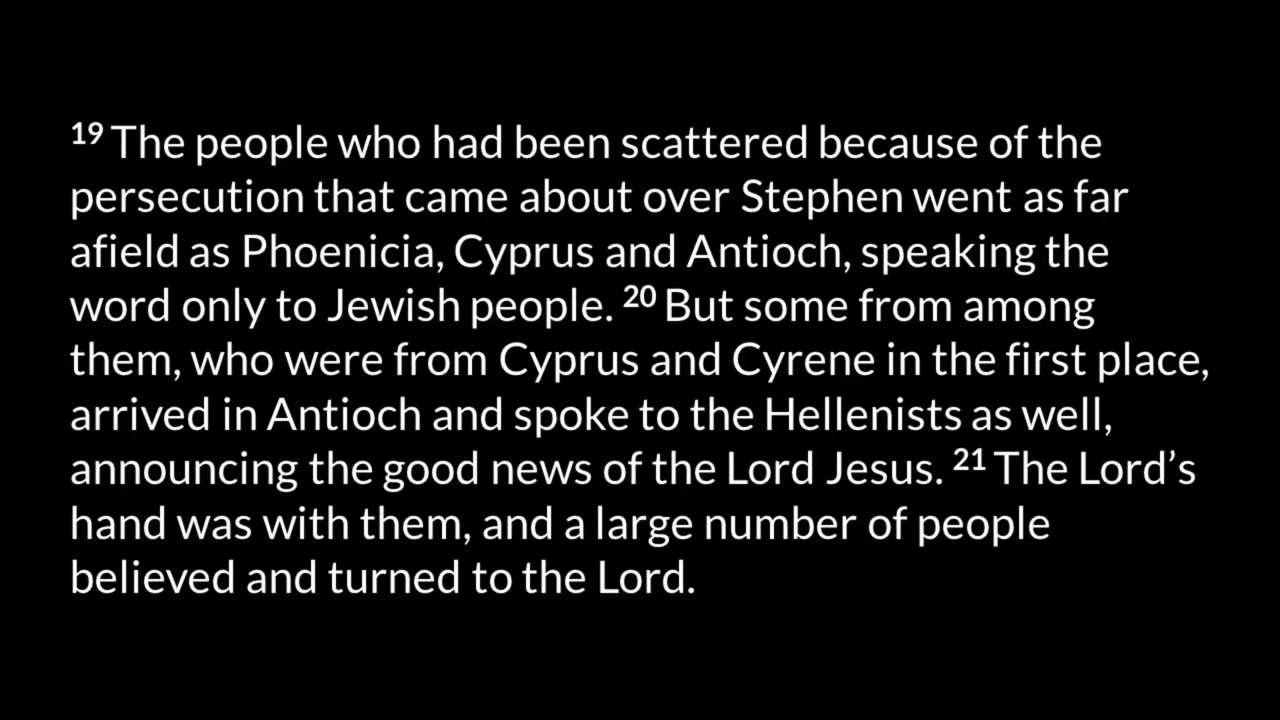 19 The people who had been scattered because of the
persecution that came about over Stephen went as far
afield as Phoenicia, Cyprus and Antioch, speaking the
word only to Jewish people. 20 But some from among
them, who were from Cyprus and Cyrene in the first place,
arrived in Antioch and spoke to the Hellenists as well,
announcing the good news of the Lord Jesus. 21 The Lord’s
hand was with them, and a large number of people
believed and turned to the Lord.